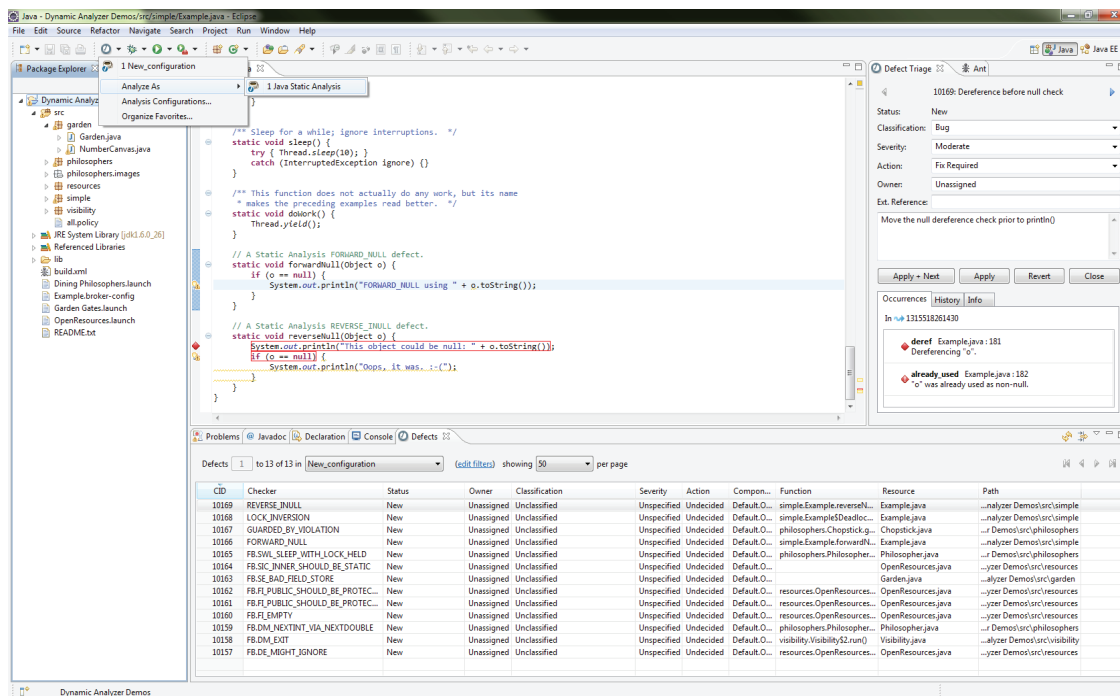 Java - Dynamic Analyzer Demos/src/simple/Example.java - Eclipse
File Edit Source Refactor Navigate Search Project Run Window Help
Java Java EE
Package Explorer
1 New_configuration
Analyze As
1 Java Static Analysis
Analysis Configurations...
Organize Favorites...
Dynamic Analyz
src
garden
Garden.java
NumberCanvas.java
philosophers
philosophers.images
resources
simple
visibility
all.policy
JRE System Library [jdk1.6.0_26]
Referenced Libraries
lib
build.xml
Dining Philosophers.launch
Example.broker-config
Garden Gates.launch
OpenResources.launch
README.txt
}
/** Sleep for a while; ignore interruptions. */
static void sleep() {
try { Thread.sleep(10); }
catch (InterruptedException ignore) {}
}
/** This function does not actually do any work, but its name
* makes the preceding examples read better. */
static void doWork() {
Thread.yield();
}
// A Static Analysis FORWARD_NULL defect.
static void forwardNull(Object o) {
if (o == null) {
System.out.println("FORWARD_NULL using " + o.toString());
}
}
// A Static Analysis REVERSE_INULL defect.
static void reverseNull(Object o) {
System.out.println("This object could be null: " + o.toString());
if (o == null) {
System.out.println("Oops, it was. :-(");
}
}
}
Defect Triage Ant
10169: Dereference before null check
Status: New
Classification: Bug
Severity: Moderate
Action: Fix Required
Owner: Unassigned
Ext. Reference:
Move the null dereference check prior to println()
Apply + Next Apply Revert Close
Occurrences History Info
In 1315518261430
deref Example.java : 181
Dereferencing "o".
already_used Example.java : 182
"o" was already used as non-null.
Problems Javadoc Declaration Console Defects
Defects 1 to 13 of 13 in New_configuration (edit filters) showing 50 per page
CID Checker Status Owner Classification Severity Action Compon... Function Resource Path
10169 REVERSE_INULL New Unassigned Unclassified Unspecified Undecided Default.O... simple.Example.reverseN... Example.java ...nalyzer Demos\src\simple
10168 LOCK_INVERSION New Unassigned Unclassified Unspecified Undecided Default.O... simple.Example$Deadloc... Example.java ...nalyzer Demos\src\simple
10167 GUARDED_BY_VIOLATION New Unassigned Unclassified Unspecified Undecided Default.O... philosophers.Chopstick.g... Chopstick.java ...r Demos\src\philosophers
10166 FORWARD_NULL New Unassigned Unclassified Unspecified Undecided Default.O... simple.Example.forwardN... Example.java ...nalyzer Demos\src\simple
10165 FB.SWL_SLEEP_WITH_LOCK_HELD New Unassigned Unclassified Unspecified Undecided Default.O... philosophers.Philosopher... Philosopher.java ...r Demos\src\philosophers
10164 FB.SIC_INNER_SHOULD_BE_STATIC New Unassigned Unclassified Unspecified Undecided Default.O... OpenResources.java ...yzer Demos\src\resources
10163 FB.SE_BAD_FIELD_STORE New Unassigned Unclassified Unspecified Undecided Default.O... Garden.java ...alyzer Demos\src\garden
10162 FB.FI_PUBLIC_SHOULD_BE_PROTEC... New Unassigned Unclassified Unspecified Undecided Default.O... resources.OpenResources... OpenResources.java ...yzer Demos\src\resources
10161 FB.FI_PUBLIC_SHOULD_BE_PROTEC... New Unassigned Unclassified Unspecified Undecided Default.O... resources.OpenResources... OpenResources.java ...yzer Demos\src\resources
10160 FB.FI_EMPTY New Unassigned Unclassified Unspecified Undecided Default.O... resources.OpenResources... OpenResources.java ...yzer Demos\src\resources
10159 FB.DM_NEXTINT_VIA_NEXTDOUBLE New Unassigned Unclassified Unspecified Undecided Default.O... philosophers.Philosopher... Philosopher.java ...r Demos\src\philosophers
10158 FB.DM_EXIT New Unassigned Unclassified Unspecified Undecided Default.O... visibility.Visibility$2.run() Visibility.java ...alyzer Demos\src\visibility
10157 FB.DE_MIGHT_IGNORE New Unassigned Unclassified Unspecified Undecided Default.O... resources.OpenResources... OpenResources.java ...yzer Demos\src\resources
Dynamic Analyzer Demos